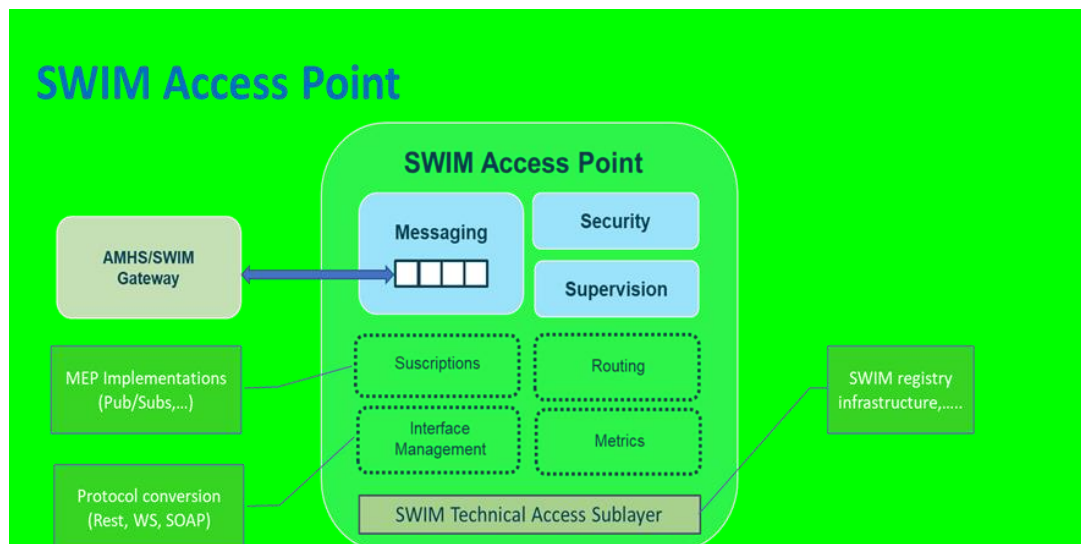 SWIM Access Point
SWIM Access Point
Messaging
Security
Supervision
AMHS/SWIM
Gateway
MEP Implementations
(Pub/Subs,...)
Suscriptions
Routing
SWIM registry
infrastructure,.....
Interface
Management
Metrics
Protocol conversion
(Rest, WS, SOAP)
SWIM Technical Access Sublayer